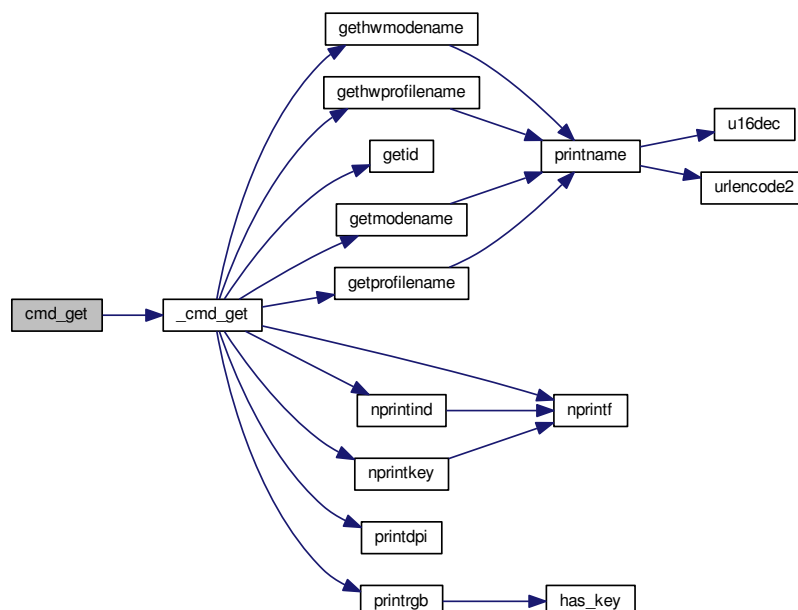 gethwmodename
gethwprofilename
getid
getmodename
getprofilename
printname
u16dec
urlencode2
cmd_get
_cmd_get
nprintind
nprintf
nprintkey
printdpi
printrgb
has_key